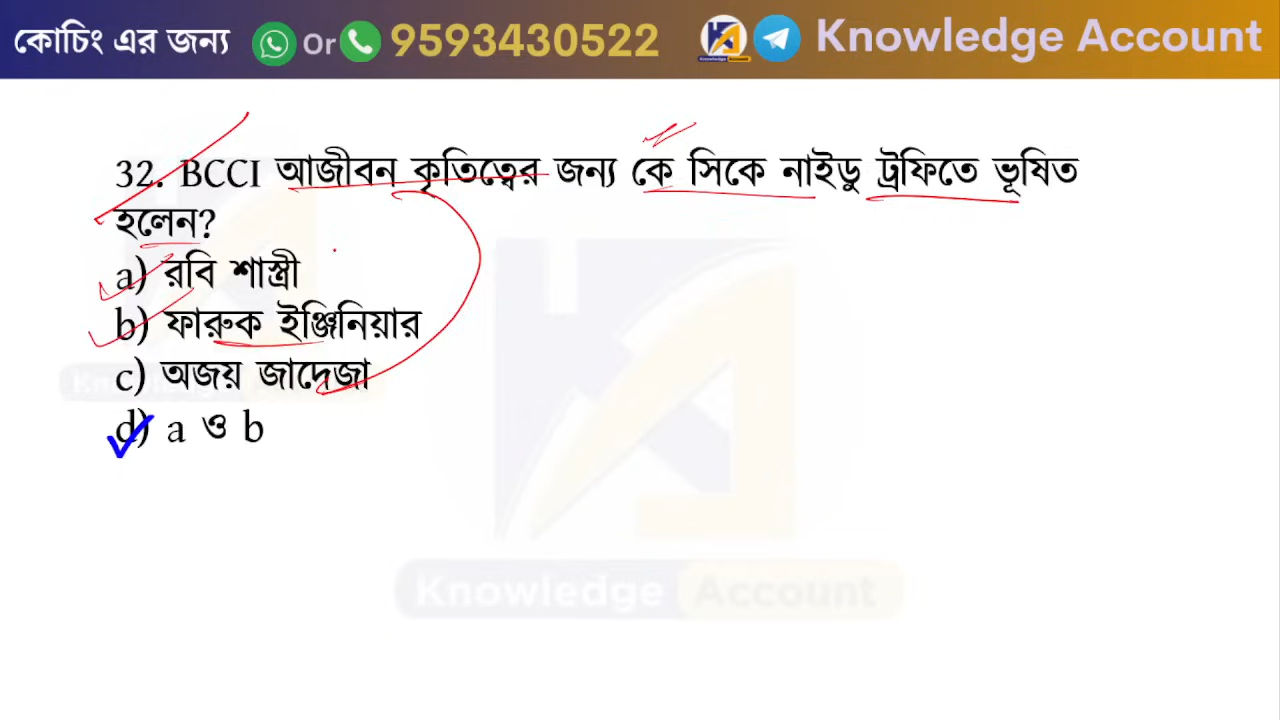 কোচিং এর জন্য Or 9593430522 Knowledge Account
32. BCCI আজীবন কৃতিত্বের জন্য কে সিকে নাইডু ট্রফিতে ভূষিত
হলেন?
a) রবি শাস্ত্রী
b) ফারুক ইঞ্জিনিয়ার
c) অজয় জাদেজা
d) a ও b
Knowledge Account